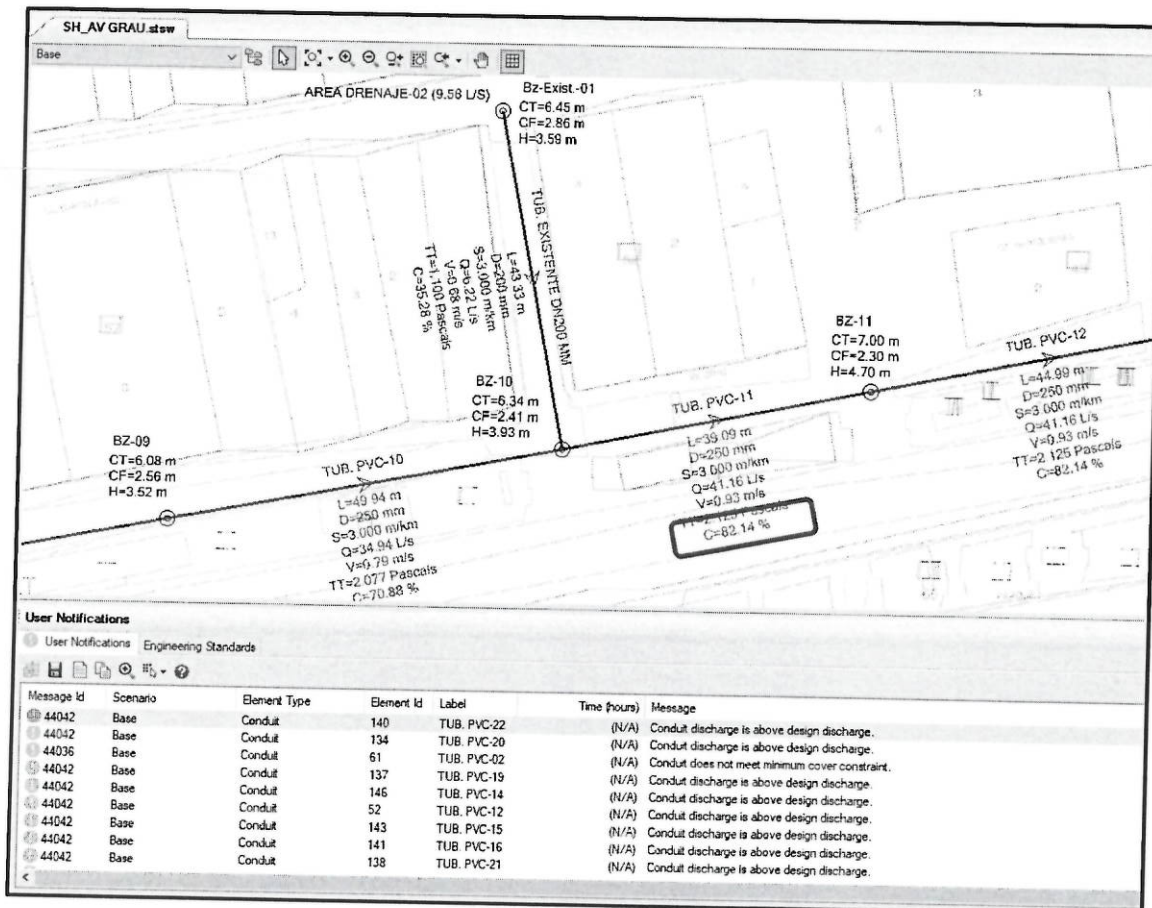 SH_AV GRAU.stsw
Base
AREA DRENAJE-02 (9.56 L/S)
Bz-Exist.-01
CT=6.45 m
CF=2.86 m
H=3.59 m
TUB. EXISTENTE DN200 MM
L=43.33 m
D=200 mm
S=3.000 m/km
Q=6.22 L/s
V=0.68 m/s
TT=1,100 Pascals
C=35.28 %
BZ-11
CT=7.00 m
CF=2.30 m
H=4.70 m
TUB. PVC-12
L=44.99 m
D=250 mm
S=3.000 m/km
Q=41.16 L/s
V=0.93 m/s
TT=2 125 Pascals
C=82.14 %
BZ-10
CT=6.34 m
CF=2.41 m
H=3.93 m
TUB. PVC-11
L=39.09 m
D=250 mm
S=3.000 m/km
Q=41.16 L/s
V=0.93 m/s
TT=2 125 Pascals
C=82.14 %
BZ-09
CT=6.08 m
CF=2.56 m
H=3.52 m
TUB. PVC-10
L=49.94 m
D=250 mm
S=3.000 m/km
Q=34.94 L/s
V=0.79 m/s
TT=2 077 Pascals
C=70.88 %
User Notifications
User Notifications Engineering Standards
Message Id Scenario Element Type Element Id Label Time (hours) Message
44042 Base Conduit 140 TUB. PVC-22 (N/A) Conduit discharge is above design discharge.
44042 Base Conduit 134 TUB. PVC-20 (N/A) Conduit discharge is above design discharge.
44036 Base Conduit 61 TUB. PVC-02 (N/A) Conduit does not meet minimum cover constraint.
44042 Base Conduit 137 TUB. PVC-19 (N/A) Conduit discharge is above design discharge.
44042 Base Conduit 146 TUB. PVC-14 (N/A) Conduit discharge is above design discharge.
44042 Base Conduit 52 TUB. PVC-12 (N/A) Conduit discharge is above design discharge.
44042 Base Conduit 143 TUB. PVC-15 (N/A) Conduit discharge is above design discharge.
44042 Base Conduit 141 TUB. PVC-16 (N/A) Conduit discharge is above design discharge.
44042 Base Conduit 138 TUB. PVC-21 (N/A) Conduit discharge is above design discharge.